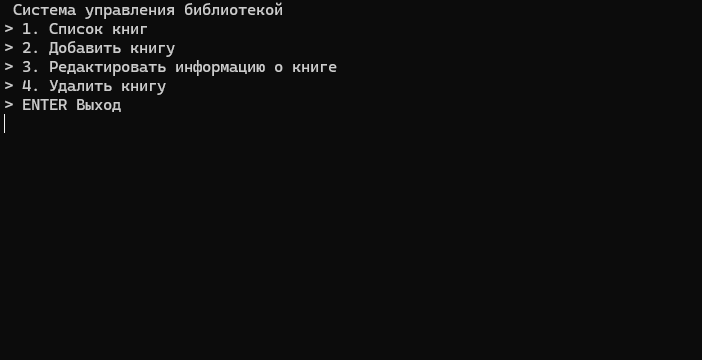 Система управления библиотекой
> 1. Список книг
> 2. Добавить книгу
> 3. Редактировать информацию о книге
> 4. Удалить книгу
> ENTER Выход